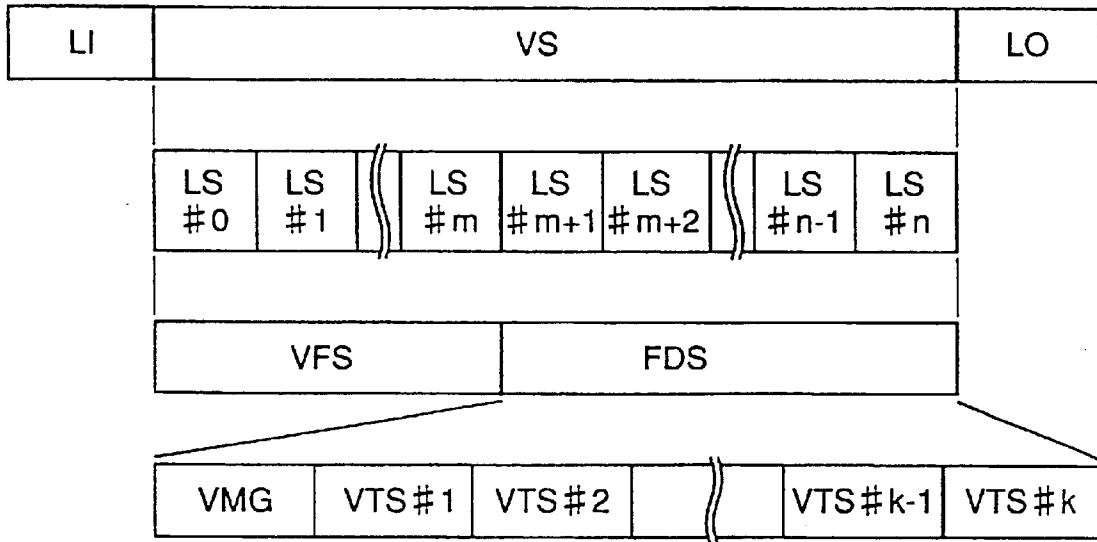 LI VS LO
LS LS LS LS LS LS LS
#0 #1 #m #m+1 #m+2 #n-1 #n
VFS FDS
VMG VTS#1 VTS#2 VTS#k-1 VTS#k